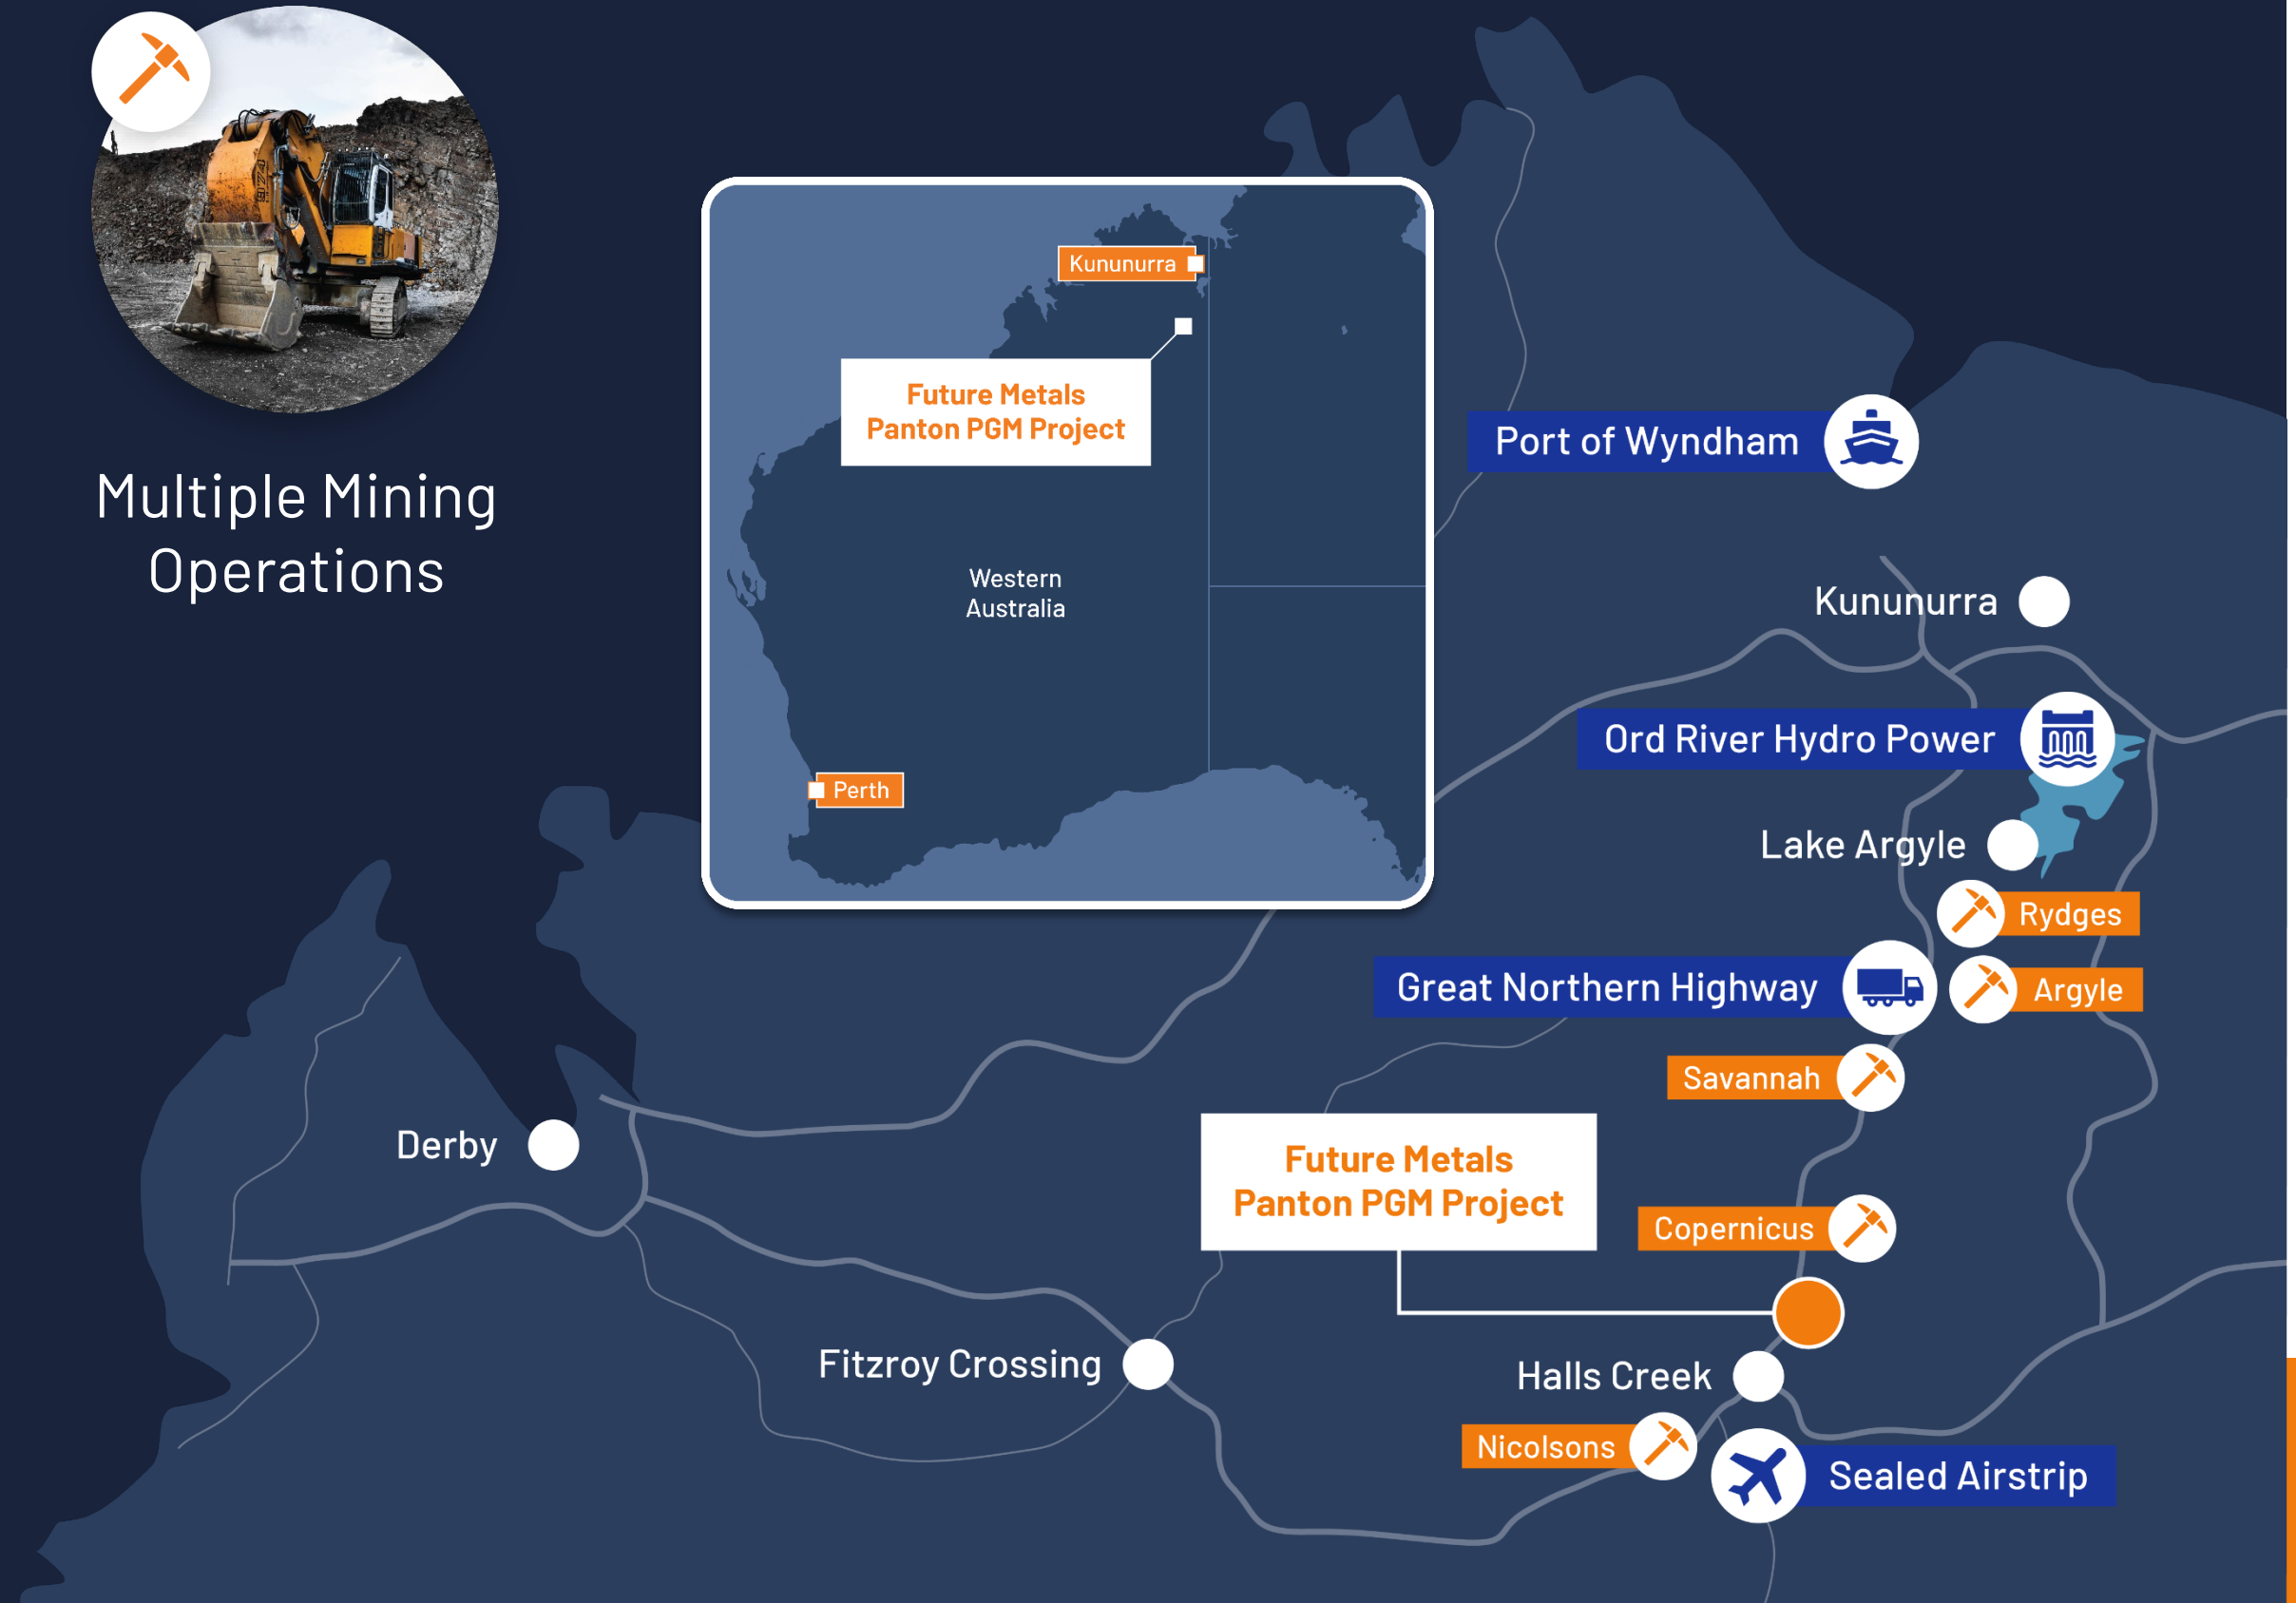 Multiple Mining
Operations
Kununurra
Future Metals
Panton PGM Project
Western
Australia
Perth
Port of Wyndham
Kununurra
Ord River Hydro Power
Lake Argyle
Rydges
Great Northern Highway
Argyle
Savannah
Derby
Future Metals
Panton PGM Project
Copernicus
Fitzroy Crossing
Halls Creek
Nicolsons
Sealed Airstrip